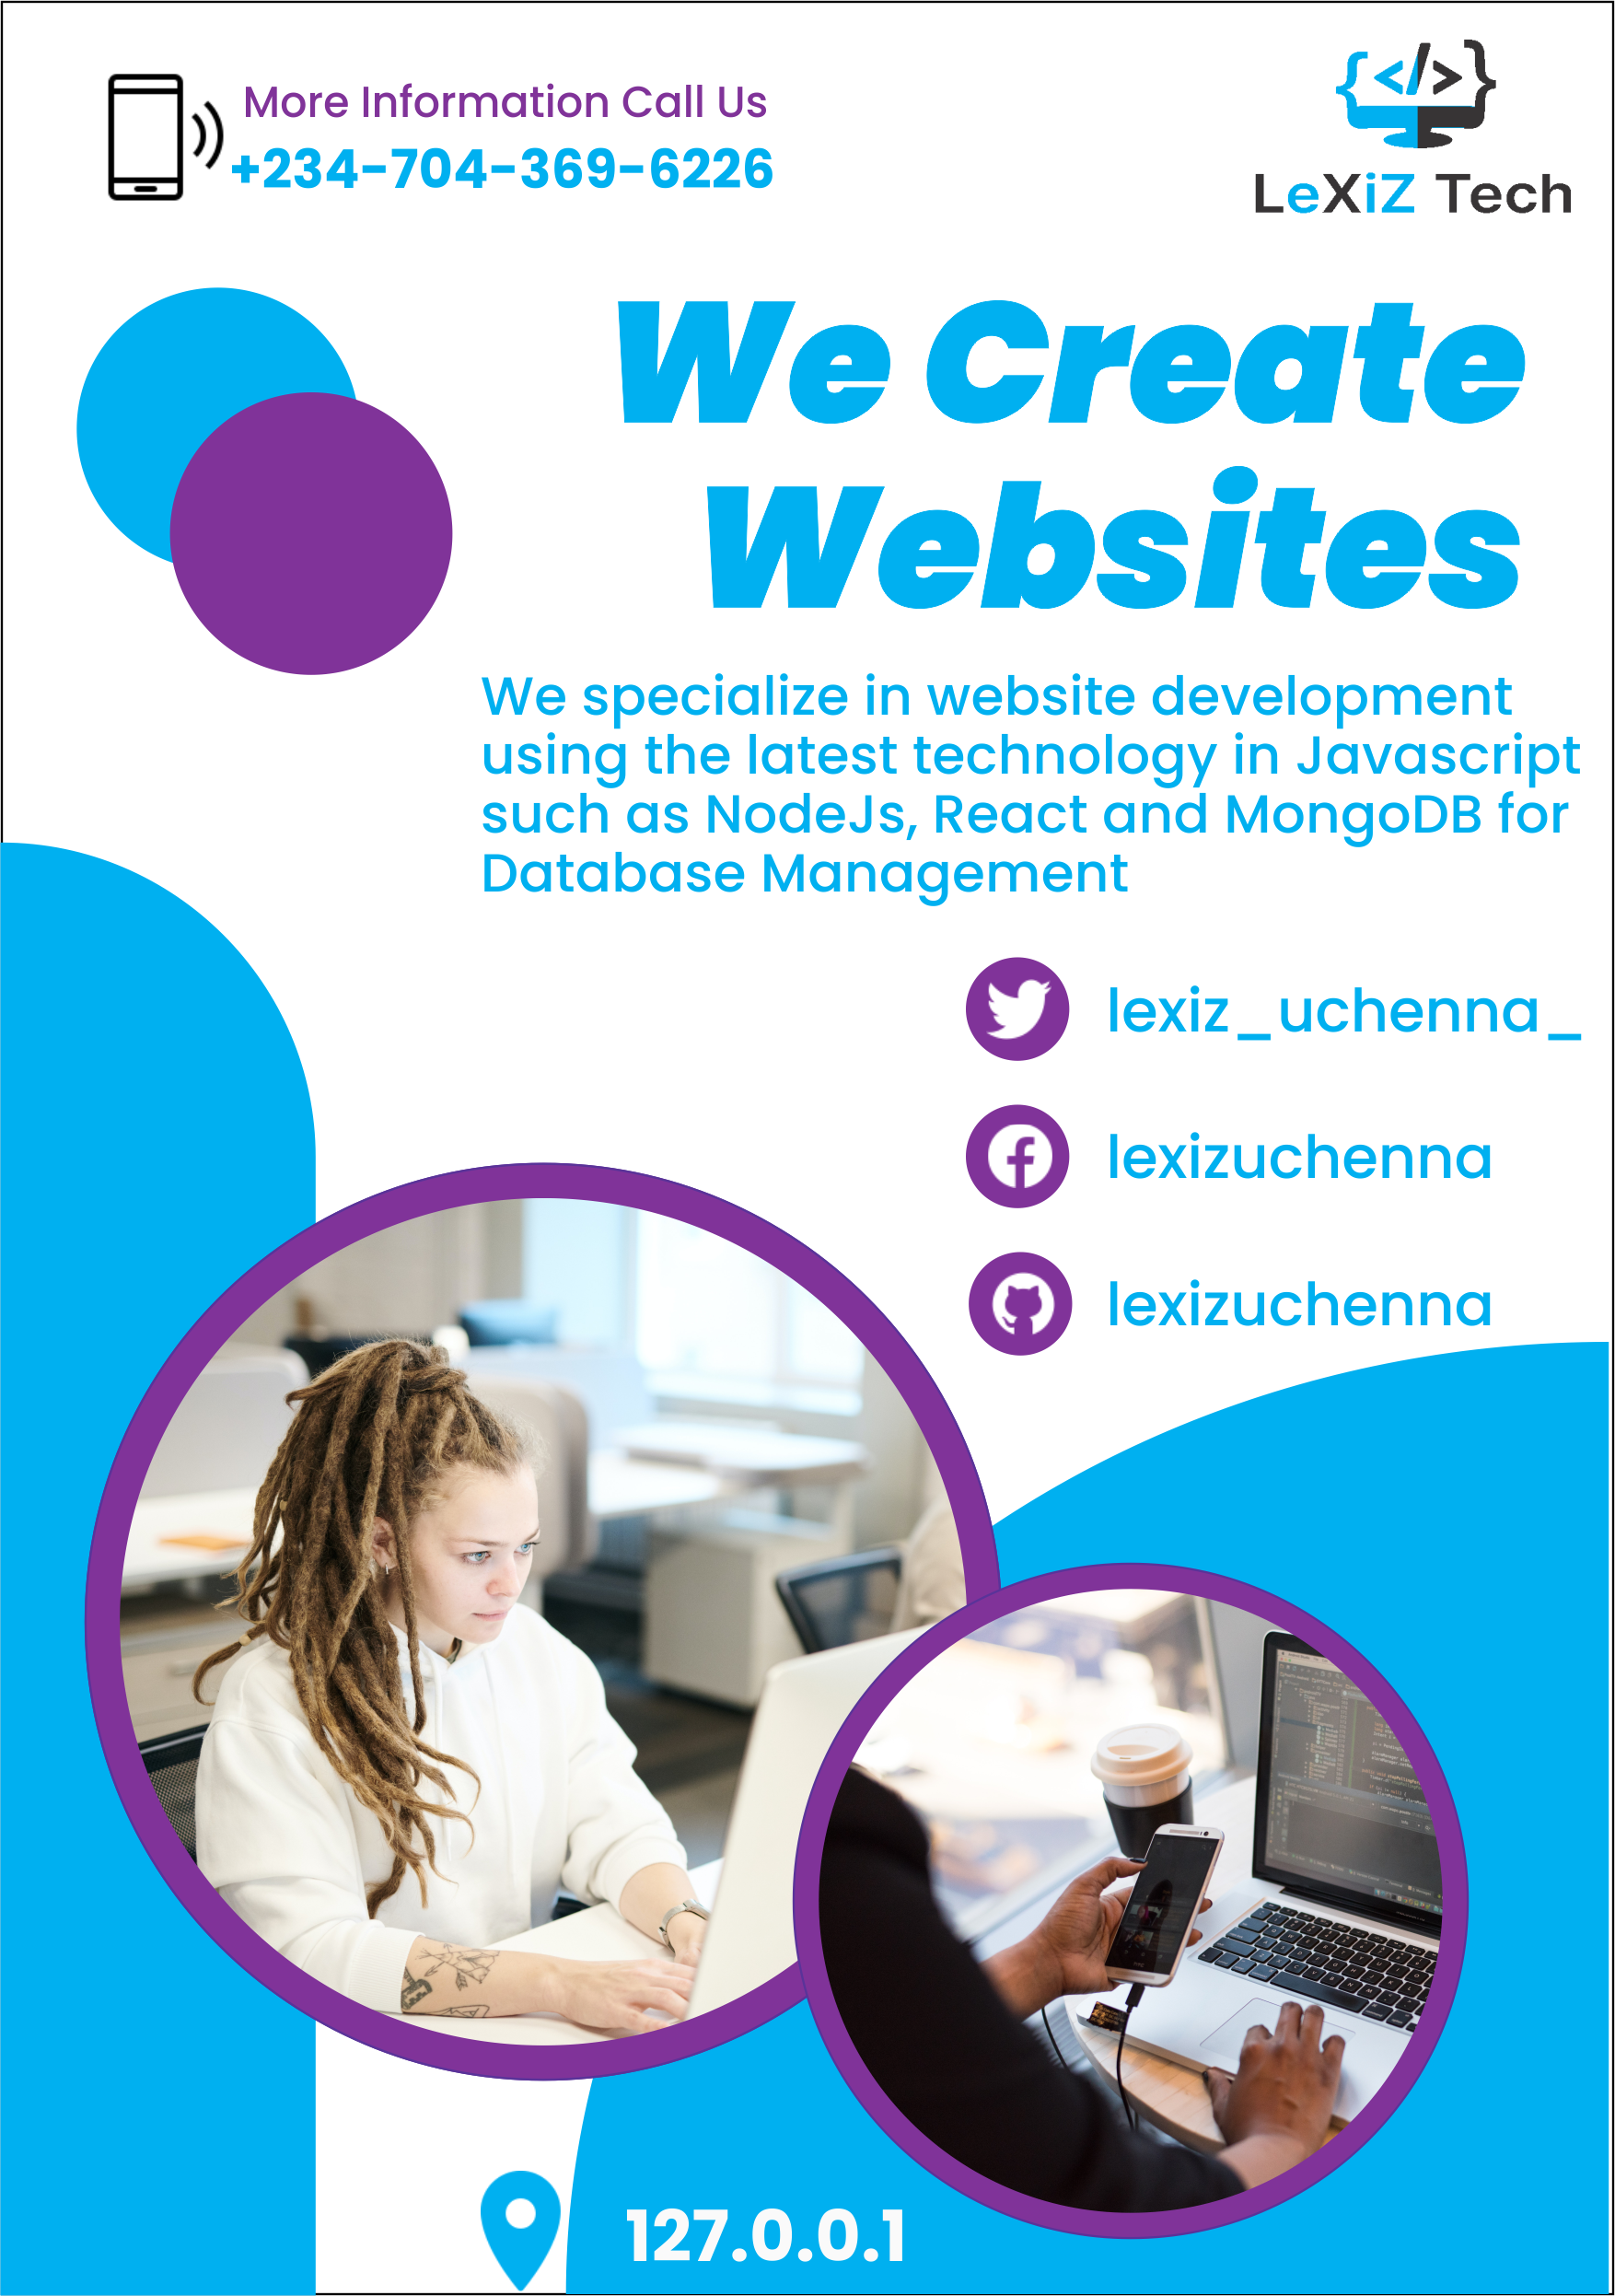 More Information Call Us
+234-704-369-6226
LeXiZ Tech
We Create
Websites
We specialize in website development
using the latest technology in Javascript
such as NodeJs, React and MongoDB for
Database Management
lexiz_uchenna_
lexizuchenna
lexizuchenna
127.0.0.1